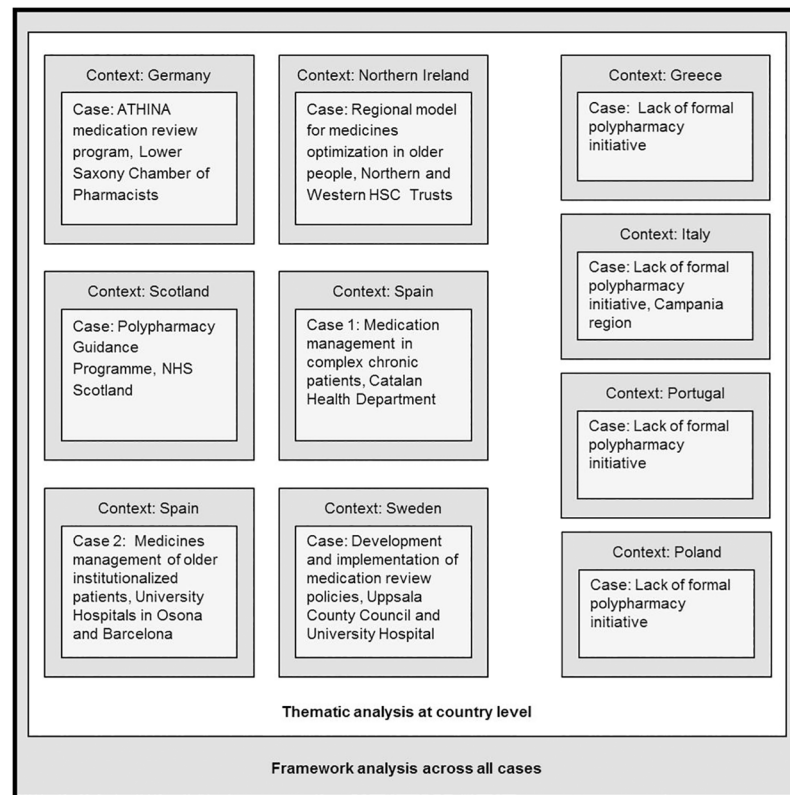 Context: Germany
Case: ATHINA
medication review
program, Lower
Saxony Chamber of
Pharmacists
Context: Northern Ireland
Case: Regional model
for medicines
optimization in older
people, Northern and
Western HSC Trusts
Context: Greece
Case: Lack of formal
polypharmacy
initiative
Context: Italy
Case: Lack of formal
polypharmacy
initiative, Campania
region
Context: Scotland
Case: Polypharmacy
Guidance
Programme, NHS
Scotland
Context: Spain
Case 1: Medication
management in
complex chronic
patients, Catalan
Health Department
Context: Portugal
Case: Lack of formal
polypharmacy
initiative
Context: Spain
Case 2: Medicines
management of older
institutionalized
patients, University
Hospitals in Osona
and Barcelona
Context: Sweden
Case: Development
and implementation of
medication review
policies, Uppsala
County Council and
University Hospital
Context: Poland
Case: Lack of formal
polypharmacy
initiative
Thematic analysis at country level
Framework analysis across all cases